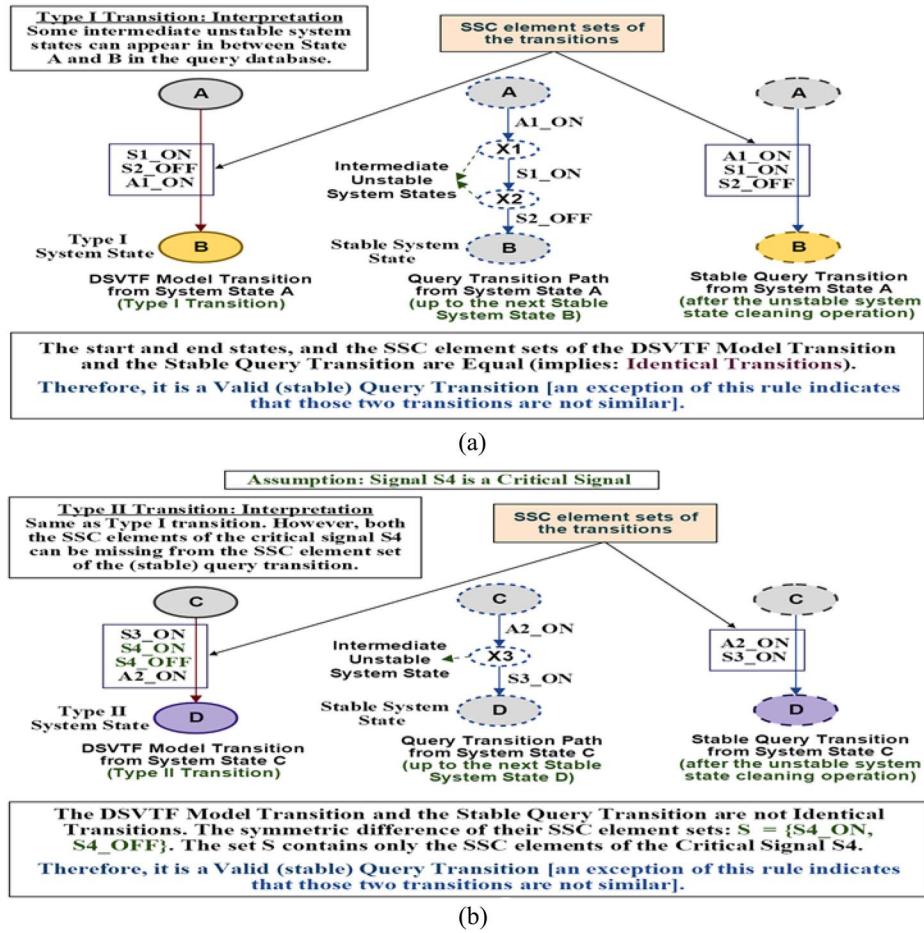 Type I Transition: Interpretation
Some intermediate unstable system
states can appear in between State
A and B in the query database.
SSC element sets of
the transitions
A
S1_ON
S2_OFF
A1_ON
Type I
System State
B
DSVTF Model Transition
from System State A
(Type I Transition)
A
A1_ON
X1
Intermediate
Unstable
System States
S1_ON
X2
S2_OFF
Stable System
State
B
Query Transition Path
from System State A
(up to the next Stable
System State B)
A
A1_ON
S1_ON
S2_OFF
B
Stable Query Transition
from System State A
(after the unstable system
state cleaning operation)
The start and end states, and the SSC element sets of the DSVTF Model Transition
and the Stable Query Transition are Equal (implies: Identical Transitions).
Therefore, it is a Valid (stable) Query Transition [an exception of this rule indicates
that those two transitions are not similar].
(a)
Assumption: Signal S4 is a Critical Signal
Type II Transition: Interpretation
Same as Type I transition. However, both
the SSC elements of the critical signal S4
can be missing from the SSC element set
of the (stable) query transition.
SSC element sets of
the transitions
C
S3_ON
S4_ON
S4_OFF
A2_ON
Type II
System State
D
DSVTF Model Transition
from System State C
(Type II Transition)
C
A2_ON
Intermediate
Unstable
System State
X3
S3_ON
Stable System
State
D
Query Transition Path
from System State C
(up to the next Stable
System State D)
C
A2_ON
S3_ON
D
Stable Query Transition
from System State C
(after the unstable system
state cleaning operation)
The DSVTF Model Transition and the Stable Query Transition are not Identical
Transitions. The symmetric difference of their SSC element sets: S = {S4_ON,
S4_OFF}. The set S contains only the SSC elements of the Critical Signal S4.
Therefore, it is a Valid (stable) Query Transition [an exception of this rule indicates
that those two transitions are not similar].
(b)